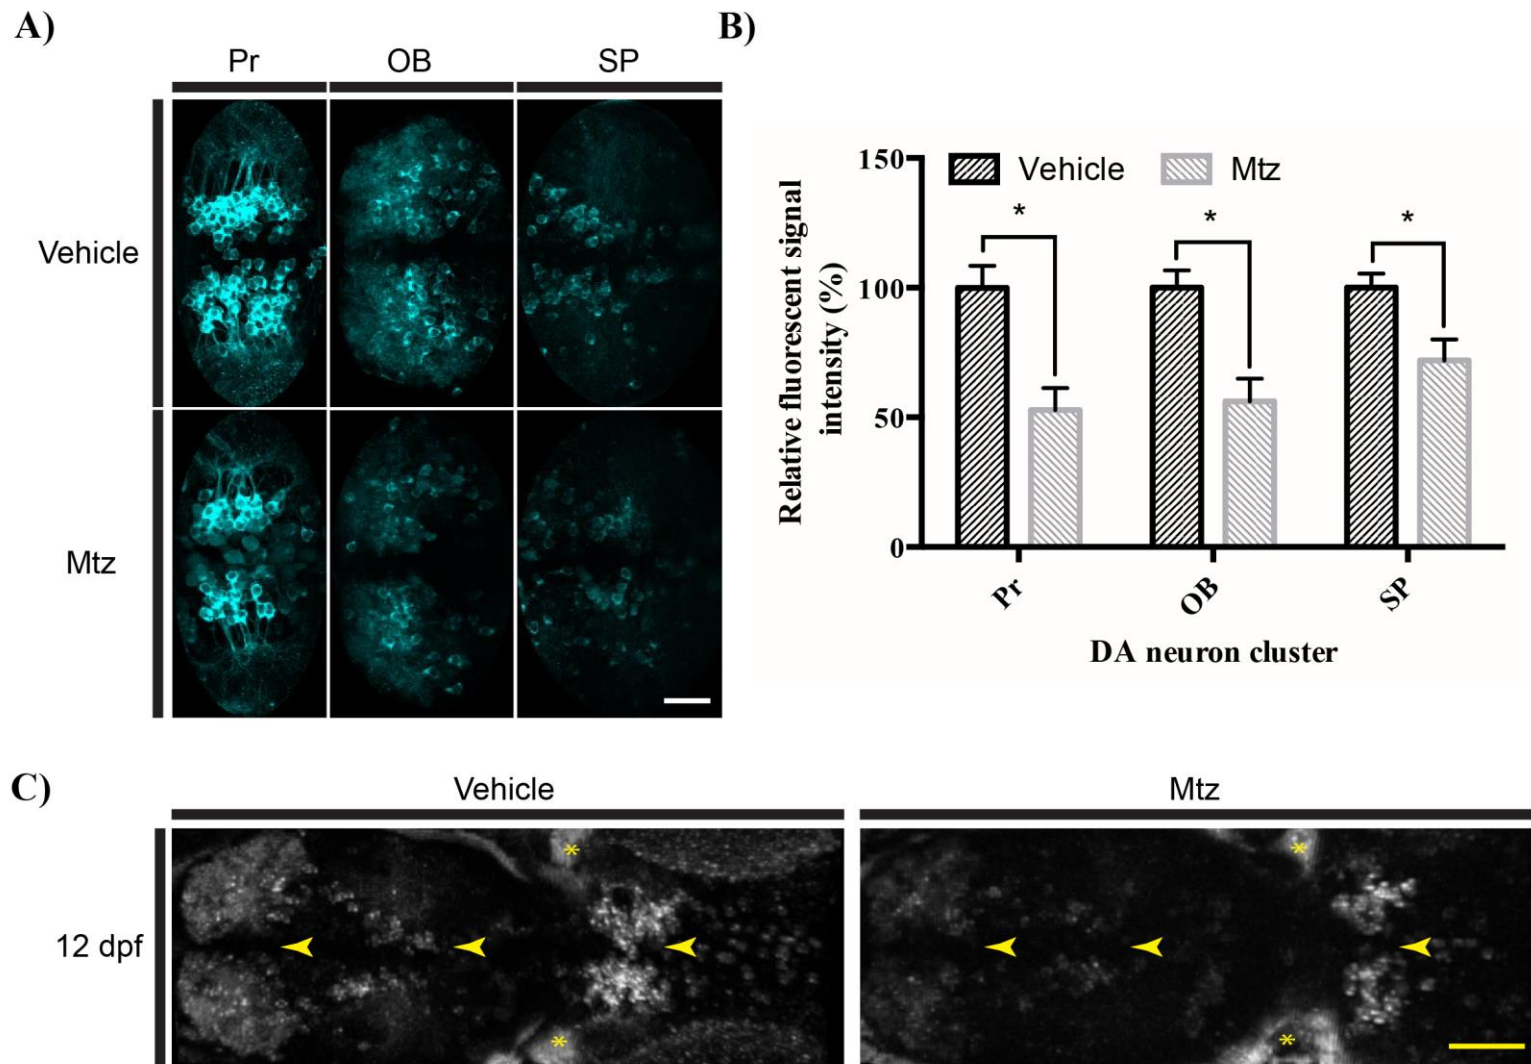 A)
Pr OB SP
Vehicle
Mtz
B)
150
100
50
0
Relative fluorescent signal
intensity (%)
Vehicle Mtz
* * *
Pr OB SP
DA neuron cluster
C)
Vehicle Mtz
12 dpf
* *
* *